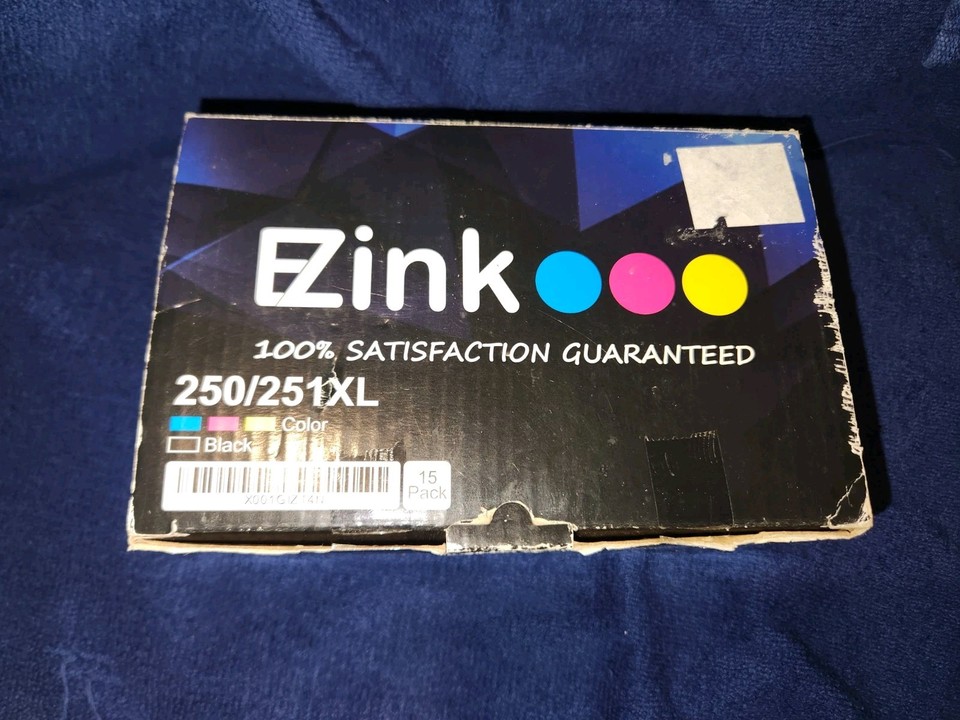 EZink
100% SATISFACTION GUARANTEED
250/251XL
Color
Black
15
Pack